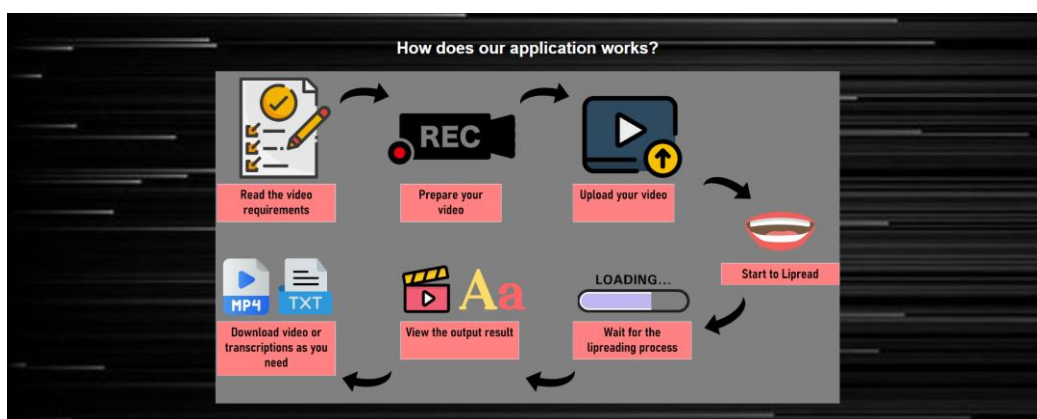 How does our application works?
REC
Read the video
requirements
Prepare your
video
Upload your video
Start to Lipread
LOADING...
Wait for the
lipreading process
Aa
View the output result
MP4
TXT
Download video or
transcriptions as you
need